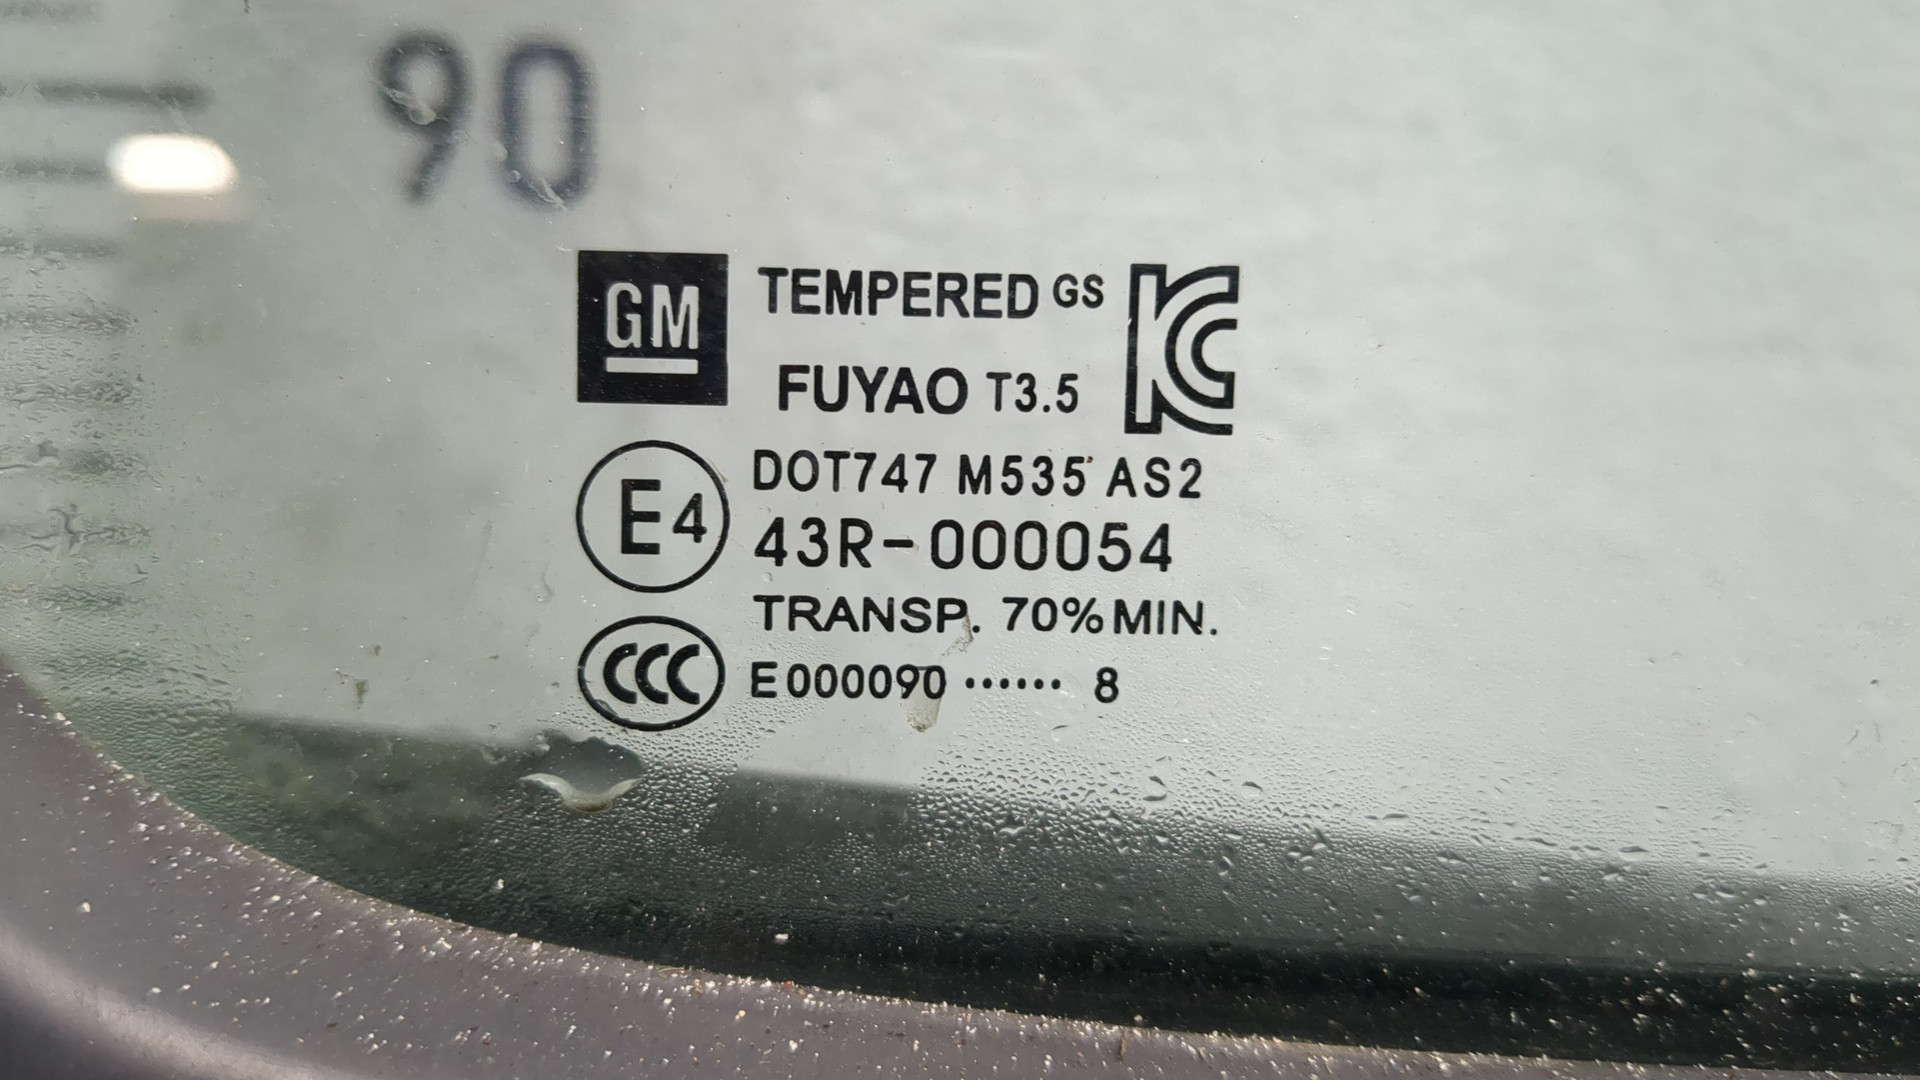 90
GM TEMPERED GS KC
FUYAO T3.5
E4 DOT747 M535 AS2
43R-000054
TRANSP. 70% MIN.
CCC E000090 ······ 8